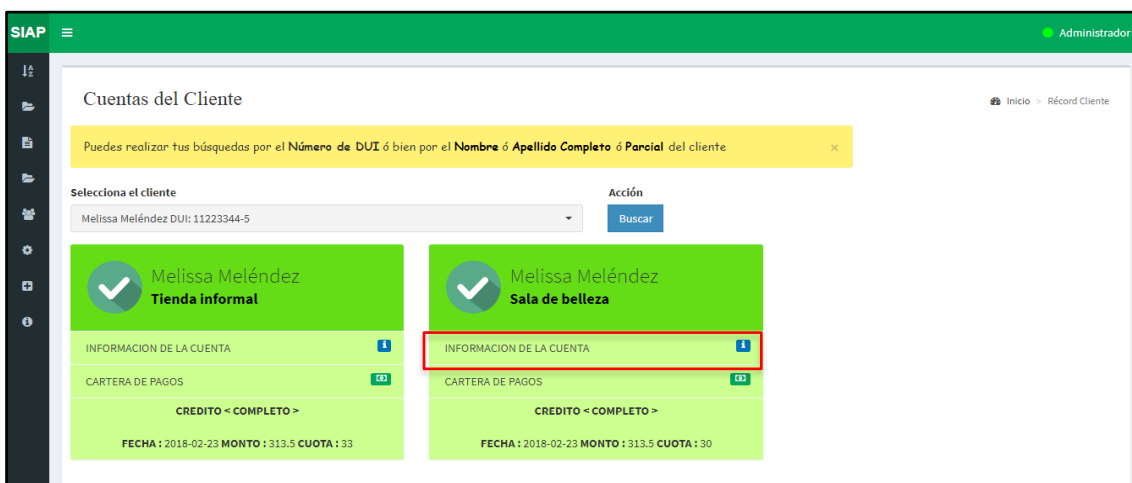 SIAP
Administrador
Cuentas del Cliente
Inicio > Récord Cliente
Puedes realizar tus búsquedas por el Número de DUI ó bien por el Nombre ó Apellido Completo ó Parcial del cliente ×
Selecciona el cliente
Acción
Melissa Meléndez DUI: 11223344-5
Buscar
Melissa Meléndez
Tienda informal
INFORMACION DE LA CUENTA
CARTERA DE PAGOS
CREDITO < COMPLETO >
FECHA : 2018-02-23 MONTO : 313.5 CUOTA : 33
Melissa Meléndez
Sala de belleza
INFORMACION DE LA CUENTA
CARTERA DE PAGOS
CREDITO < COMPLETO >
FECHA : 2018-02-23 MONTO : 313.5 CUOTA : 30